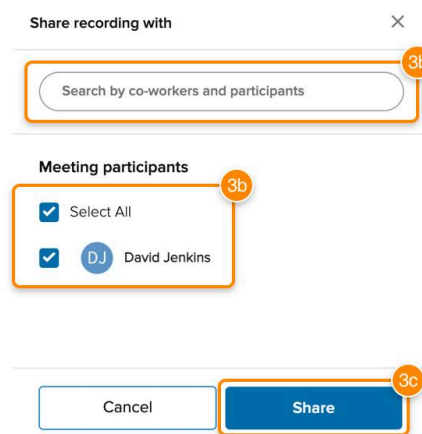 Share recording with
3b
Search by co-workers and participants
Meeting participants
3b
Select All
DJ David Jenkins
3c
Cancel Share